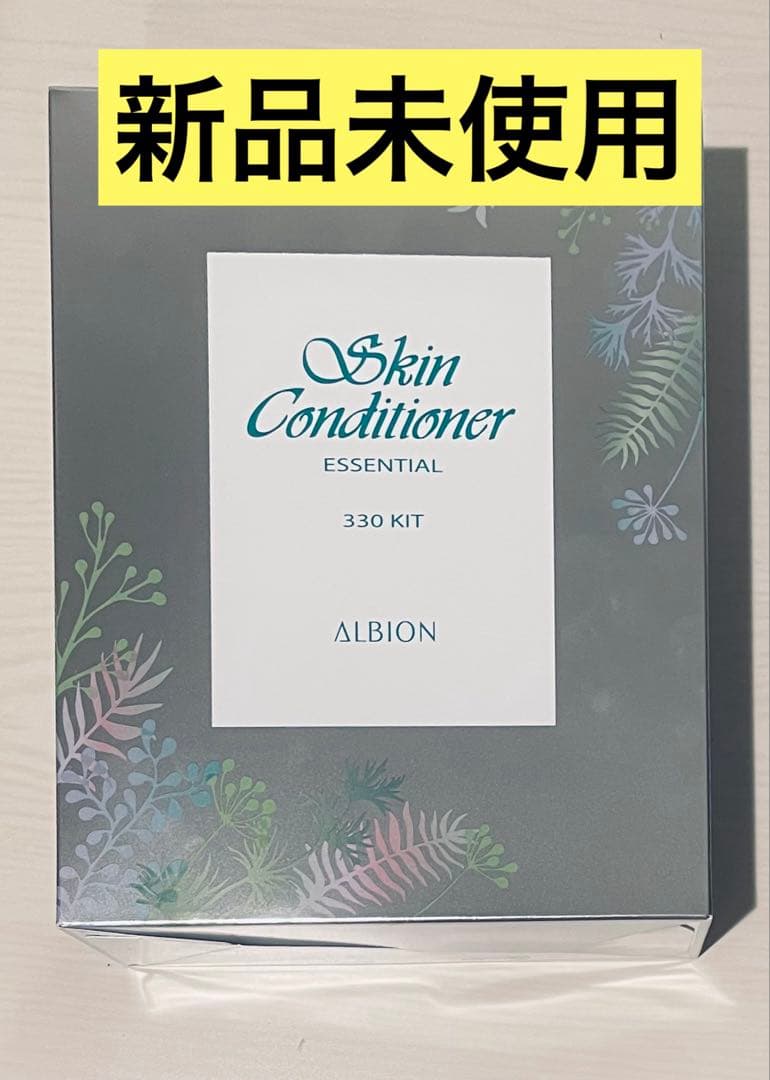 新品未使用
Skin
Conditioner
ESSENTIAL
330 KIT
ALBION